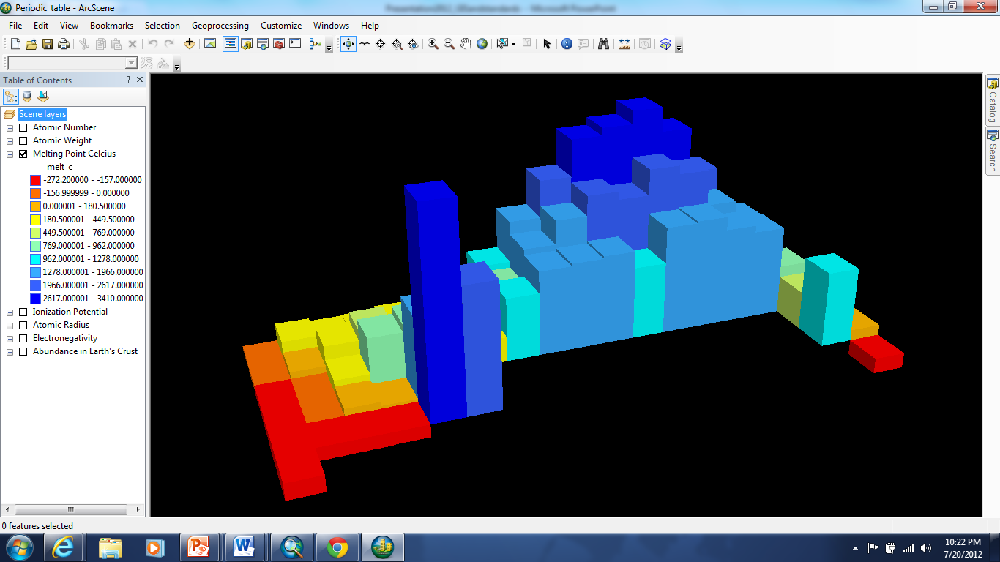 Periodic_table - ArcScene
Presentation2012_3Dandstandards - Microsoft PowerPoint
File Edit View Bookmarks Selection Geoprocessing Customize Windows Help
Table of Contents
Scene layers
Atomic Number
Atomic Weight
Melting Point Celcius
melt_c
-272.200000 - -157.000000
-156.999999 - 0.000000
0.000001 - 180.500000
180.500001 - 449.500000
449.500001 - 769.000000
769.000001 - 962.000000
962.000001 - 1278.000000
1278.000001 - 1966.000000
1966.000001 - 2617.000000
2617.000001 - 3410.000000
Ionization Potential
Atomic Radius
Electronegativity
Abundance in Earth's Crust
Catalog
Search
0 features selected
10:22 PM
7/20/2012